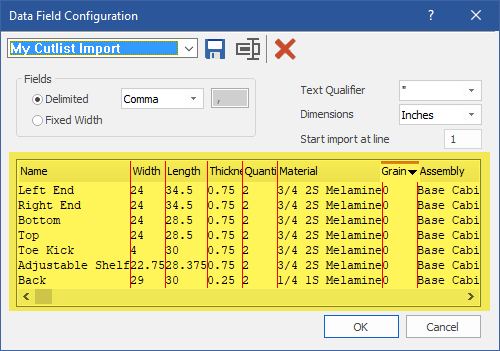 Data Field Configuration
?
My Cutlist Import
Fields
Delimited Comma ,
Fixed Width
Text Qualifier "
Dimensions Inches
Start import at line 1
Name Width Length Thickne Quanti Material Grain Assembly
Left End 24 34.5 0.75 2 3/4 2S Melamine 0 Base Cabi
Right End 24 34.5 0.75 2 3/4 2S Melamine 0 Base Cabi
Bottom 24 28.5 0.75 2 3/4 2S Melamine 0 Base Cabi
Top 24 28.5 0.75 2 3/4 2S Melamine 0 Base Cabi
Toe Kick 4 30 0.75 2 3/4 2S Melamine 0 Base Cabi
Adjustable Shelf 22.75 28.375 0.75 2 3/4 2S Melamine 0 Base Cabi
Back 29 30 0.25 2 1/4 1S Melamine 0 Base Cabi
OK Cancel